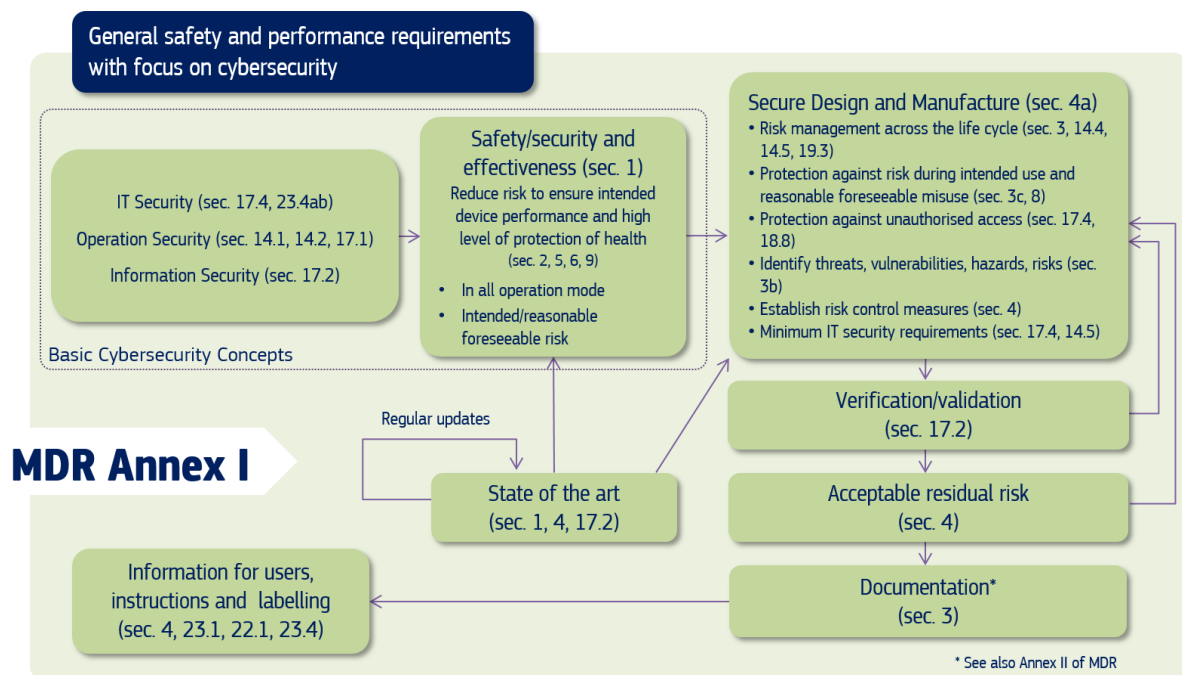 General safety and performance requirements
with focus on cybersecurity
IT Security (sec. 17.4, 23.4ab)
Operation Security (sec. 14.1, 14.2, 17.1)
Information Security (sec. 17.2)
Basic Cybersecurity Concepts
Safety/security and
effectiveness (sec. 1)
Reduce risk to ensure intended
device performance and high
level of protection of health
(sec. 2, 5, 6, 9)
• In all operation mode
• Intended/reasonable
foreseeable risk
Secure Design and Manufacture (sec. 4a)
• Risk management across the life cycle (sec. 3, 14.4,
14.5, 19.3)
• Protection against risk during intended use and
reasonable foreseeable misuse (sec. 3c, 8)
• Protection against unauthorised access (sec. 17.4,
18.8)
• Identify threats, vulnerabilities, hazards, risks (sec.
3b)
• Establish risk control measures (sec. 4)
• Minimum IT security requirements (sec. 17.4, 14.5)
Verification/validation
(sec. 17.2)
Regular updates
MDR Annex I
State of the art
(sec. 1, 4, 17.2)
Acceptable residual risk
(sec. 4)
Documentation*
(sec. 3)
Information for users,
instructions and labelling
(sec. 4, 23.1, 22.1, 23.4)
* See also Annex II of MDR